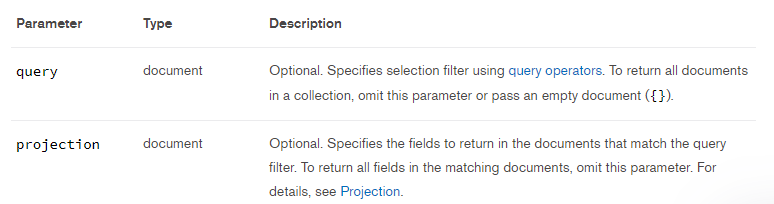 Parameter Type Description
query document Optional. Specifies selection filter using query operators. To return all documents
in a collection, omit this parameter or pass an empty document ({}).
projection document Optional. Specifies the fields to return in the documents that match the query
filter. To return all fields in the matching documents, omit this parameter. For
details, see Projection.